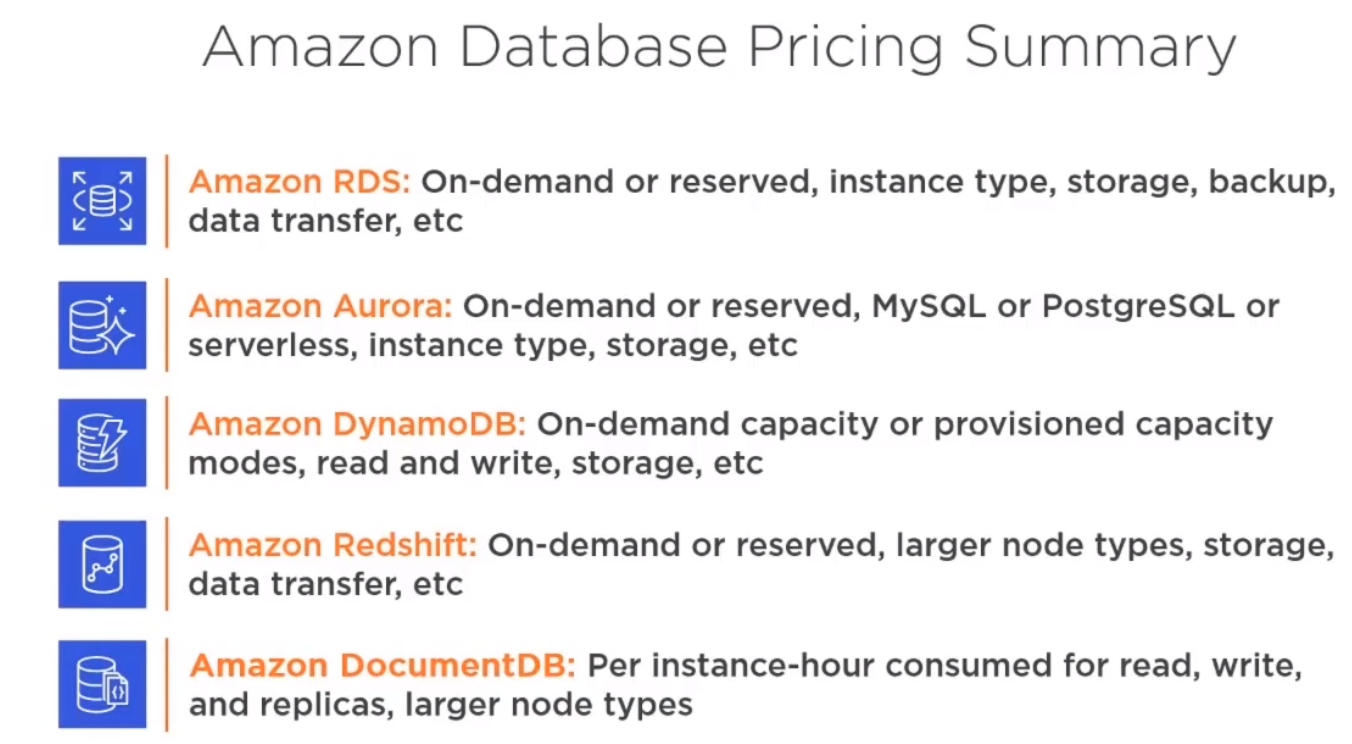 Amazon Database Pricing Summary
Amazon RDS: On-demand or reserved, instance type, storage, backup,
data transfer, etc
Amazon Aurora: On-demand or reserved, MySQL or PostgreSQL or
serverless, instance type, storage, etc
Amazon DynamoDB: On-demand capacity or provisioned capacity
modes, read and write, storage, etc
Amazon Redshift: On-demand or reserved, larger node types, storage,
data transfer, etc
Amazon DocumentDB: Per instance-hour consumed for read, write,
and replicas, larger node types